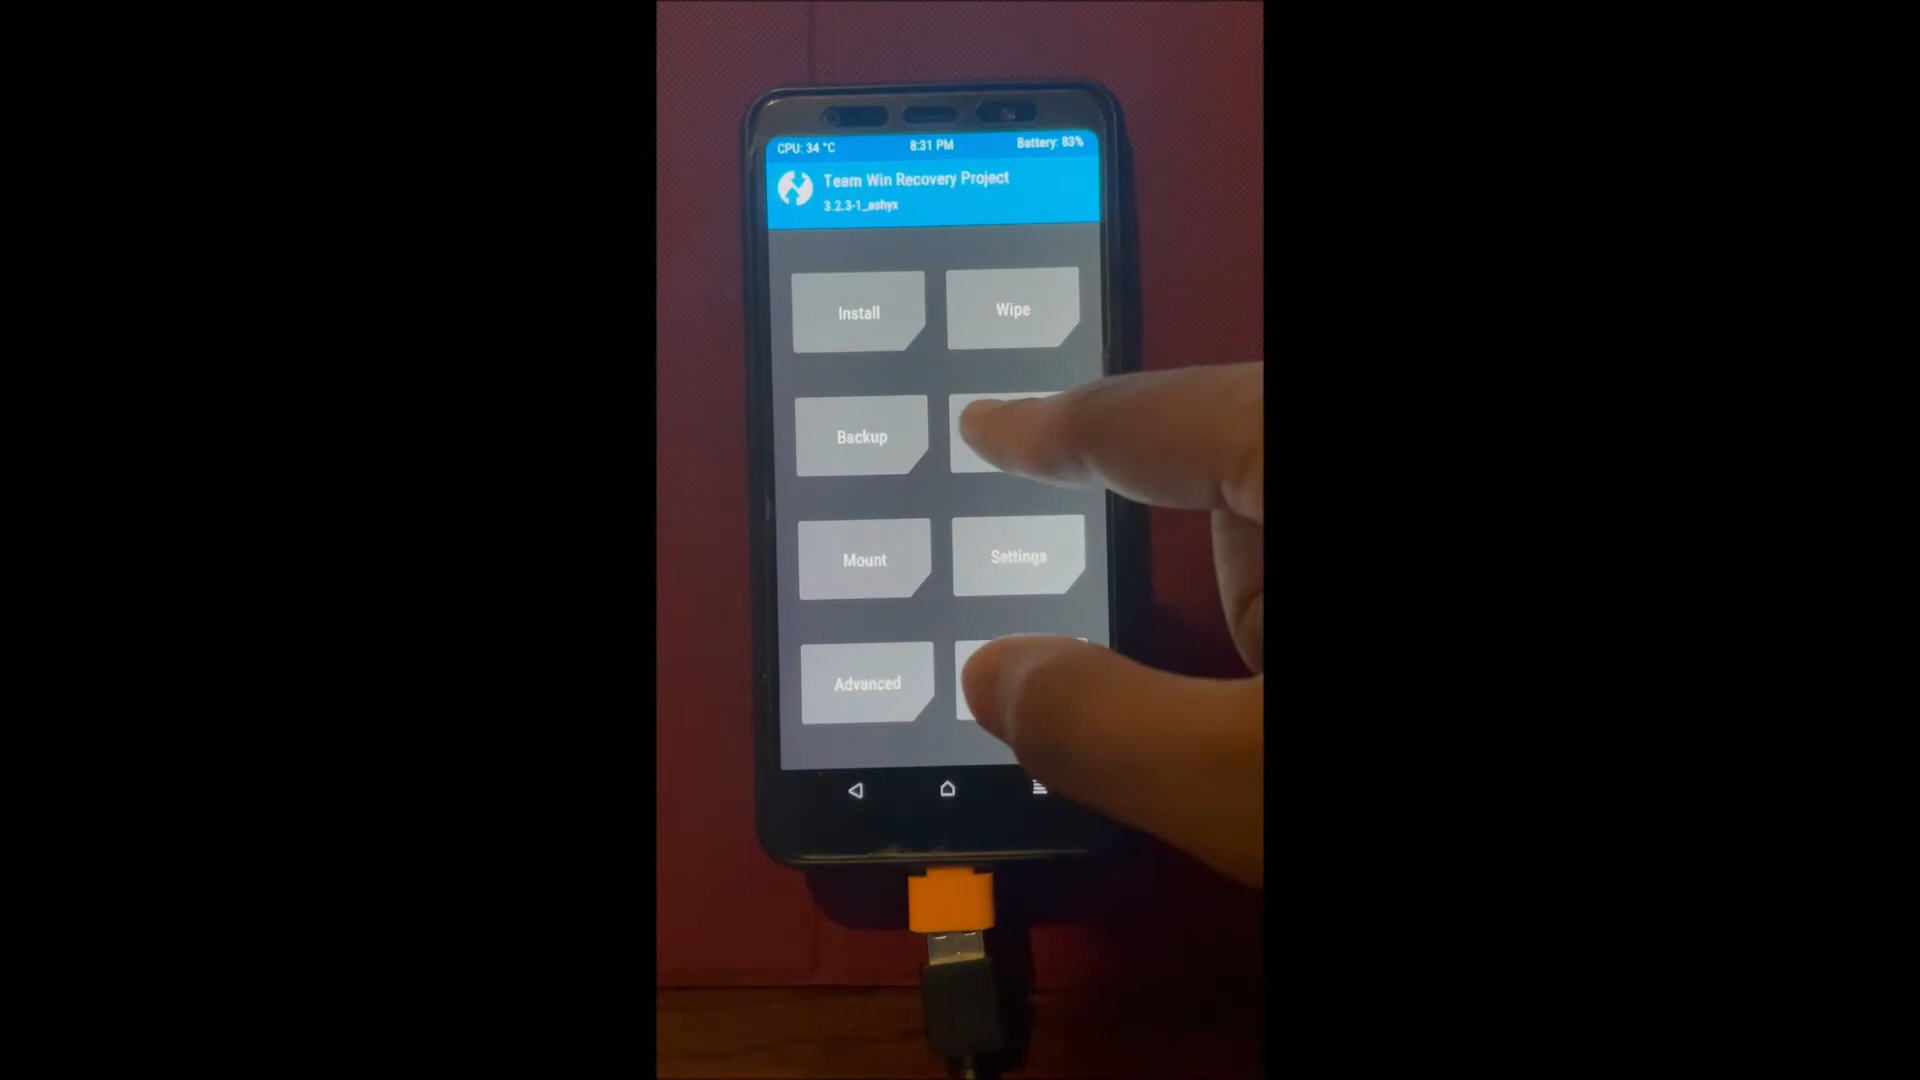 CPU: 34 °C 8:31 PM Battery: 83%
Team Win Recovery Project
3.2.3-1_ashyx
Install Wipe
Backup
Mount Settings
Advanced